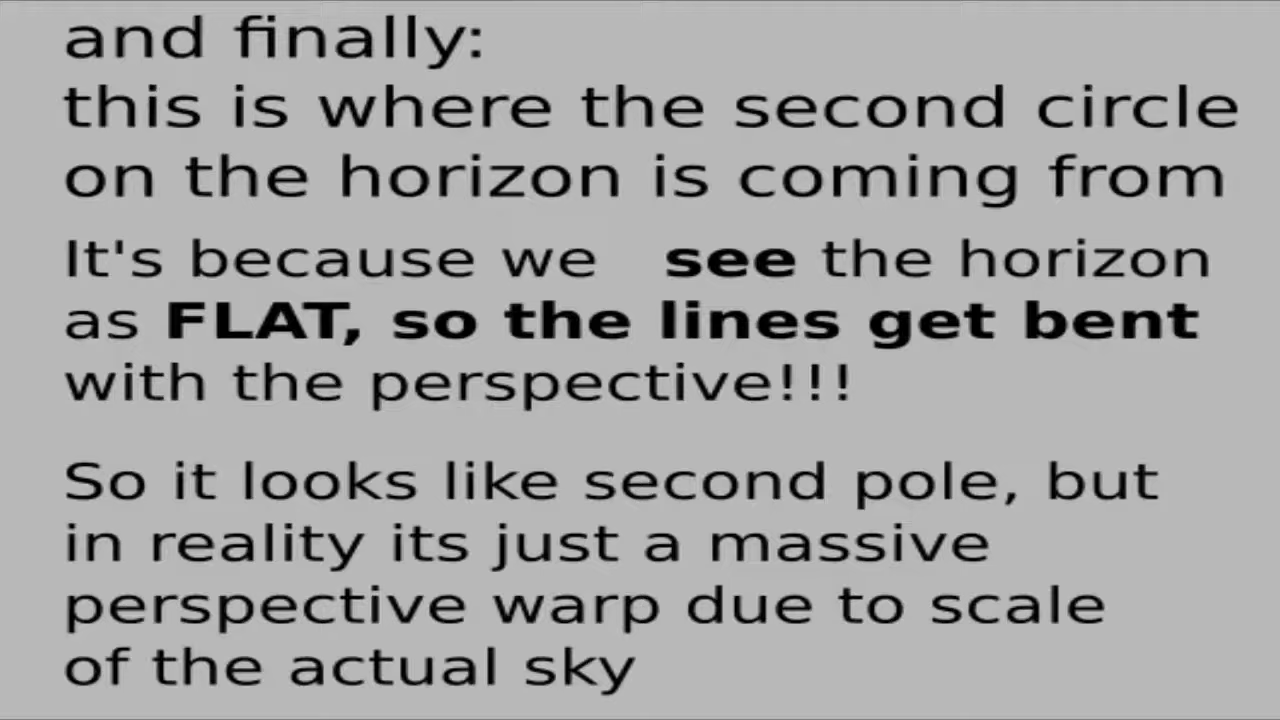 and finally:
this is where the second circle
on the horizon is coming from
It's because we see the horizon
as FLAT, so the lines get bent
with the perspective!!!
So it looks like second pole, but
in reality its just a massive
perspective warp due to scale
of the actual sky